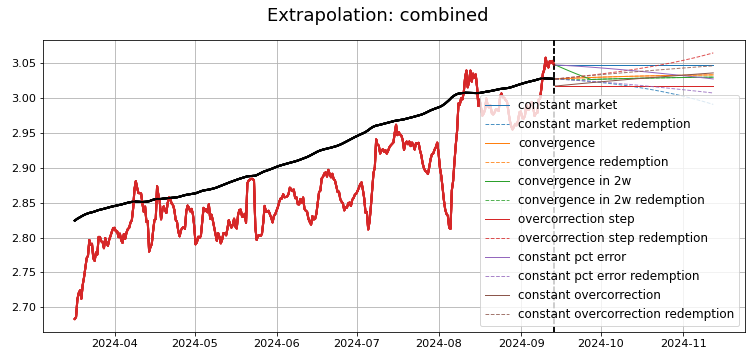 Extrapolation: combined
3.05
3.00
2.95
2.90
2.85
2.80
2.75
2.70
constant market
constant market redemption
convergence
convergence redemption
convergence in 2w
convergence in 2w redemption
overcorrection step
overcorrection step redemption
constant pct error
constant pct error redemption
constant overcorrection
constant overcorrection redemption
2024-04 2024-05 2024-06 2024-07 2024-08 2024-09 2024-10 2024-11